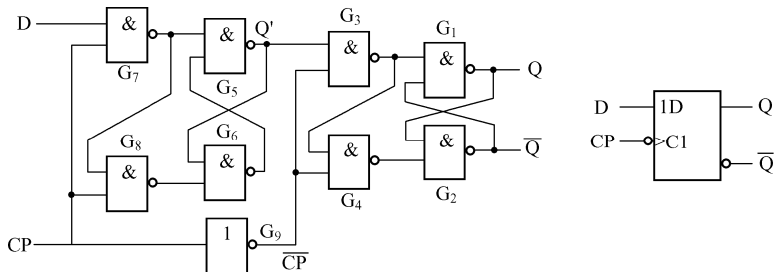 D & G₇
& G₅ Q'
G₃ &
G₁ & Q
G₈ &
G₆ &
& G₄
& G₂ Q̅
CP 1 G₉ C̅P̅
D 1D Q
CP >C1 Q̅